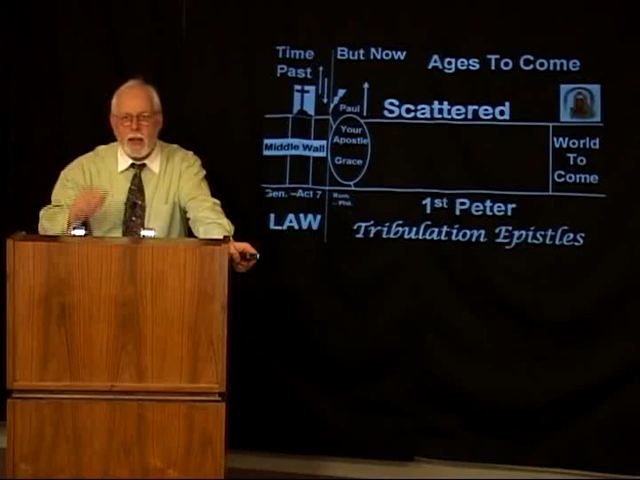 Time Past
But Now
Ages To Come
Paul
Scattered
Your Apostle
Grace
Middle Wall
World To Come
Gen. - Act 7
Rom. - Phil.
1st Peter
LAW
Tribulation Epistles